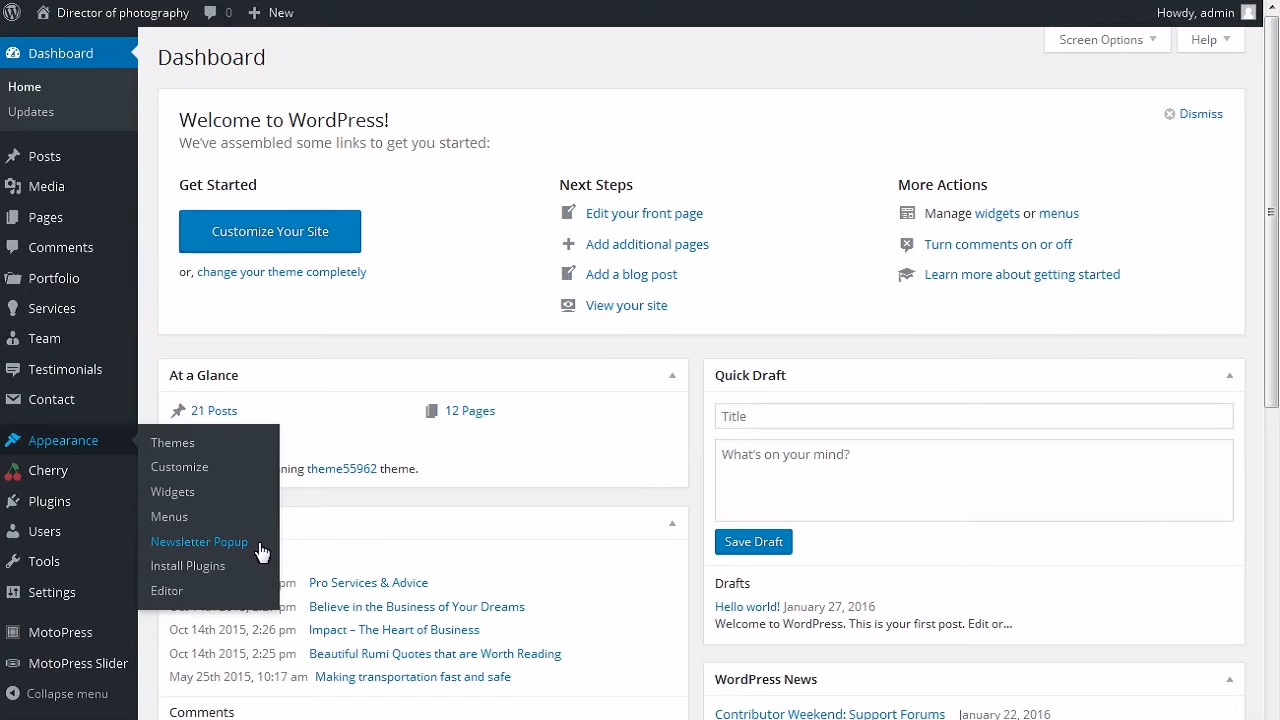 Director of photography 0 New Howdy, admin
Screen Options Help
Dashboard
Home
Updates
Posts
Media
Pages
Comments
Portfolio
Services
Team
Testimonials
Contact
Appearance
Cherry
Plugins
Users
Tools
Settings
MotoPress
MotoPress Slider
Collapse menu
Themes
Customize
Widgets
Menus
Newsletter Popup
Install Plugins
Editor
Dashboard
Welcome to WordPress!
We've assembled some links to get you started:
Dismiss
Get Started
Customize Your Site
or, change your theme completely
Next Steps
Edit your front page
Add additional pages
Add a blog post
View your site
More Actions
Manage widgets or menus
Turn comments on or off
Learn more about getting started
At a Glance
21 Posts 12 Pages
theme55962 theme.
pm Pro Services & Advice
Oct 14th 2015, 2:26 pm Believe in the Business of Your Dreams
Oct 14th 2015, 2:26 pm Impact – The Heart of Business
Oct 14th 2015, 2:25 pm Beautiful Rumi Quotes that are Worth Reading
May 25th 2015, 10:17 am Making transportation fast and safe
Comments
Quick Draft
Title
What's on your mind?
Save Draft
Drafts
Hello world! January 27, 2016
Welcome to WordPress. This is your first post. Edit or...
WordPress News
Contributor Weekend: Support Forums January 22, 2016